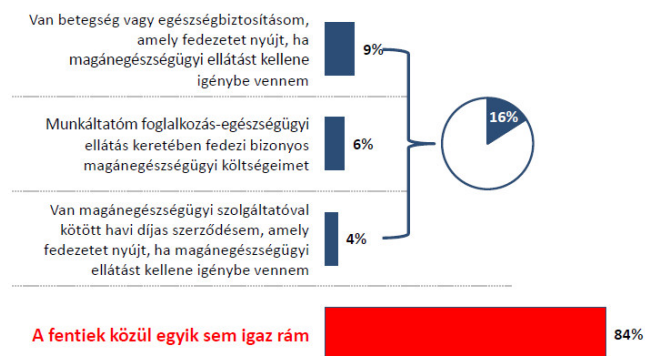 Van betegség vagy egészségbiztosításom,
amely fedezetet nyújt, ha
magánegészségügyi ellátást kellene
igénybe vennem
9%
Munkáltatóm foglalkozás-egészségügyi
ellátás keretében fedezi bizonyos
magánegészségügyi költségeimet
6%
16%
Van magánegészségügyi szolgáltatóval
kötött havi díjas szerződésem, amely
fedezetet nyújt, ha magánegészségügyi
ellátást kellene igénybe vennem
4%
A fentiek közül egyik sem igaz rám
84%